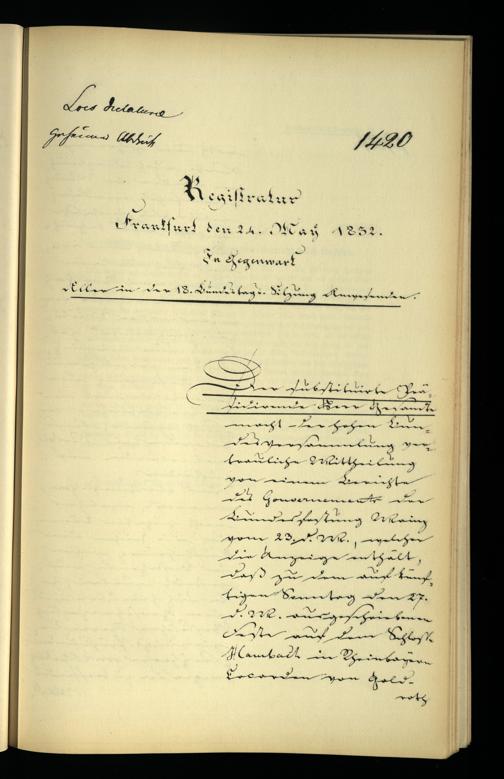 Loco dictaturae
Geheimer Abdruck
1420
Registratur
Frankfurt den 24. May 1832.
In Gegenwart
Aller in der 18. Bundestags-Sitzung Anwesenden.
Der substituirte Prä-
sidirende Herr Gesandte
macht der hohen Bun-
desversammlung ver-
trauliche Mittheilung
von einem Berichte
des Gouvernements der
Bundesfestung Mainz
vom 23. d. M., welcher
die Anzeige enthält,
daß zu dem auf künf-
tigen Sonntag den 27.
d. M. ausgeschriebenen
Feste auf dem Schloße
Hambach in Rheinbayern
Cocarden von Gold-
roth